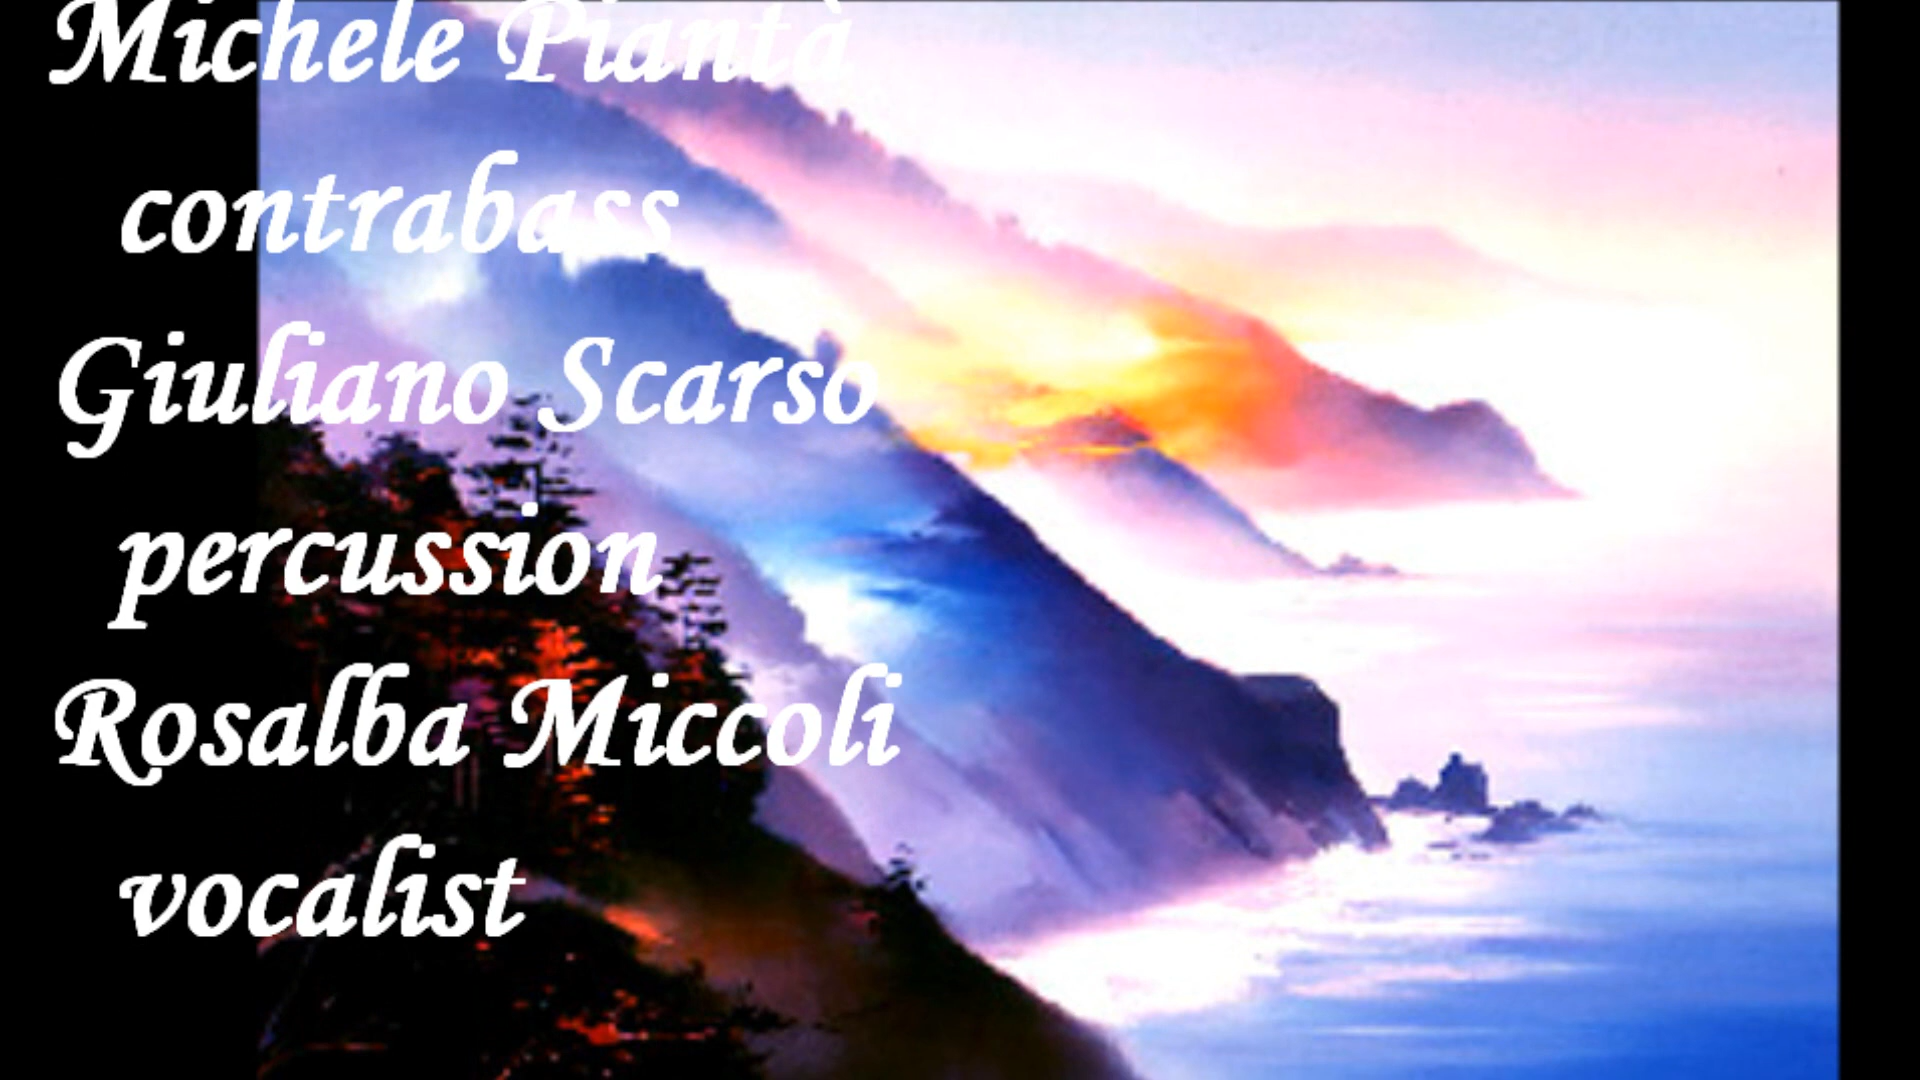 Michele Piantà
contrabass
Giuliano Scarso
percussion
Rosalba Miccoli
vocalist